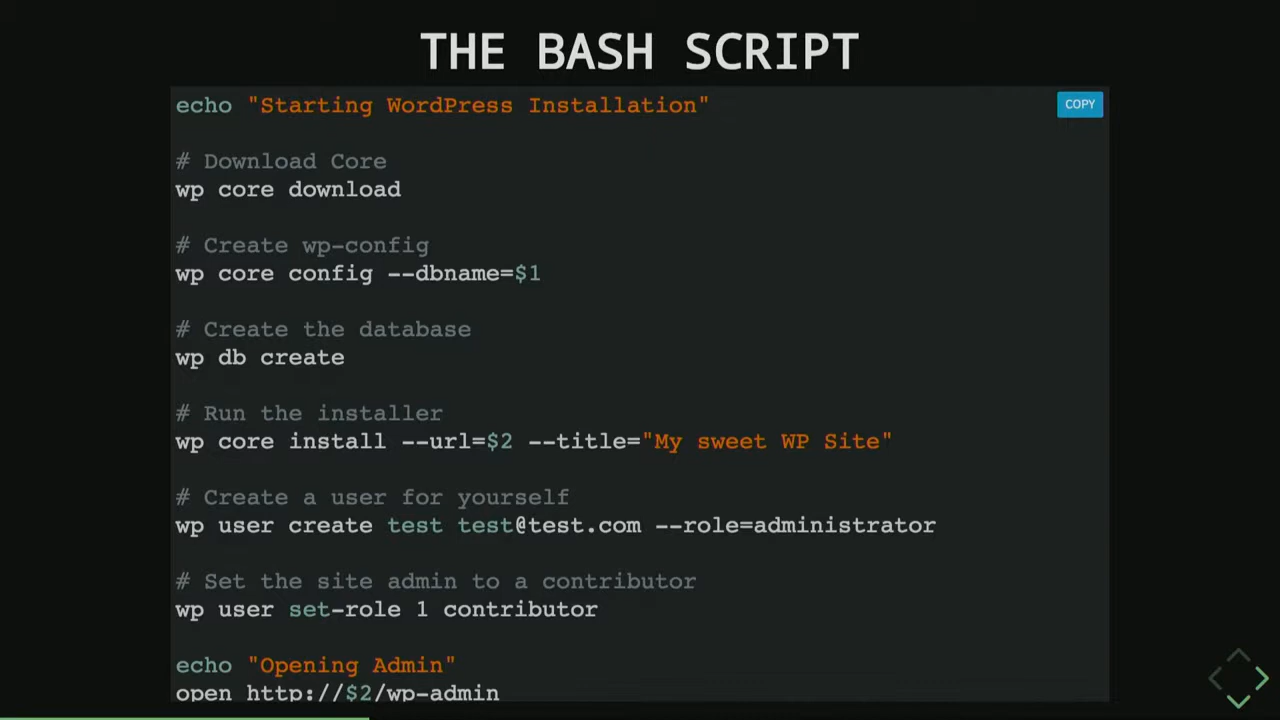 THE BASH SCRIPT
echo "Starting WordPress Installation"
COPY
# Download Core
wp core download
# Create wp-config
wp core config --dbname=$1
# Create the database
wp db create
# Run the installer
wp core install --url=$2 --title="My sweet WP Site"
# Create a user for yourself
wp user create test test@test.com --role=administrator
# Set the site admin to a contributor
wp user set-role 1 contributor
echo "Opening Admin"
open http://$2/wp-admin